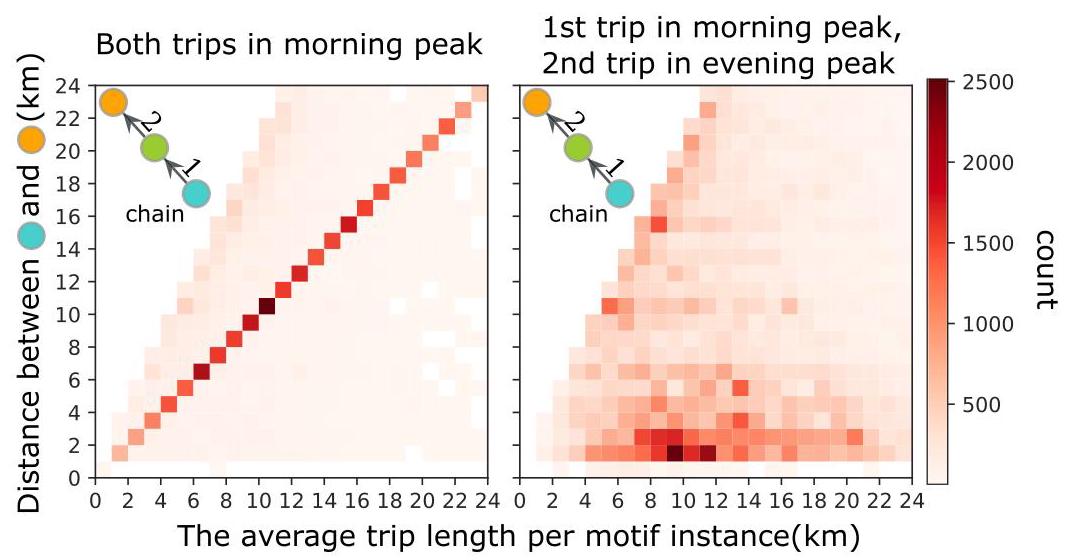 Both trips in morning peak
1st trip in morning peak,
2nd trip in evening peak
Distance between and (km)
24
22
20
18
16
14
12
10
8
6
4
2
0
0 2 4 6 8 10 12 14 16 18 20 22 24
2
1
chain
2
1
chain
0 2 4 6 8 10 12 14 16 18 20 22 24
2500
2000
1500
1000
500
count
The average trip length per motif instance(km)